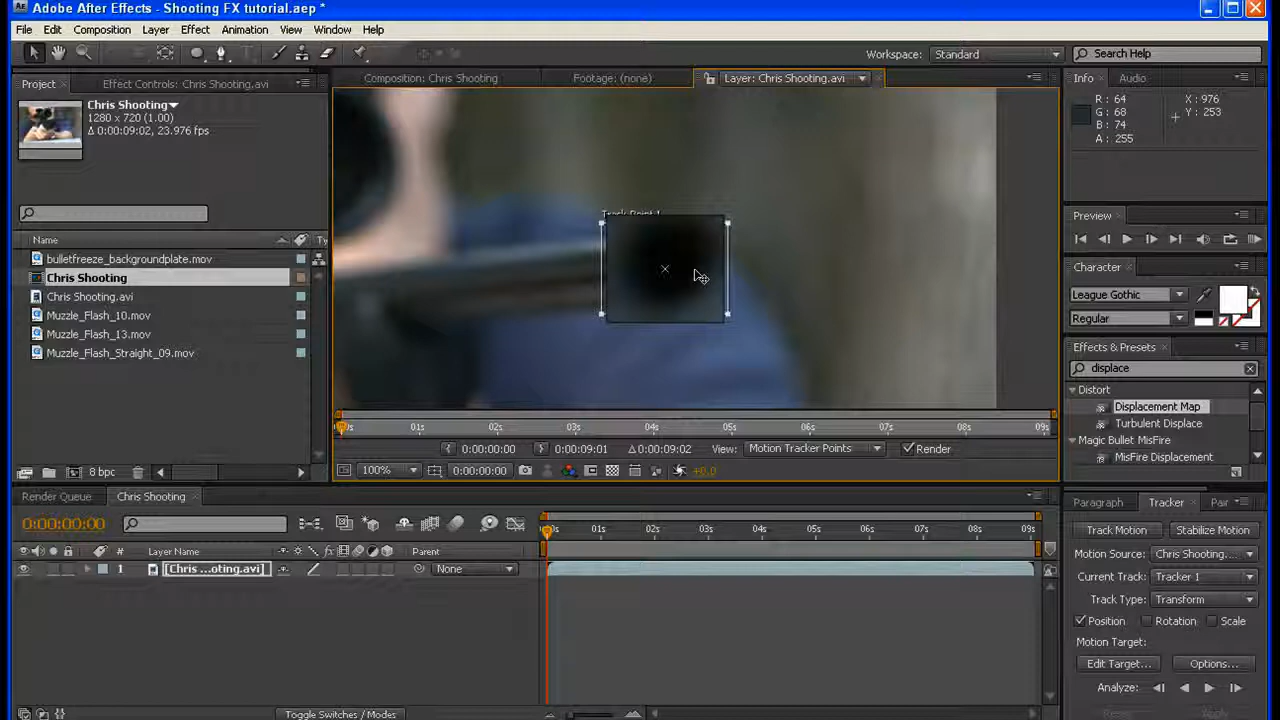 Adobe After Effects - Shooting FX tutorial.aep *
File Edit Composition Layer Effect Animation View Window Help
Workspace: Standard Search Help
Project Effect Controls: Chris Shooting.avi
Composition: Chris Shooting Footage: (none) Layer: Chris Shooting.avi
Info Audio
Chris Shooting
1280 x 720 (1.00)
Δ 0:00:09:02, 23.976 fps
R: 64
G: 68
B: 74
A: 255
X: 976
Y: 253
Track Point 1
Preview
Name Ty
bulletfreeze_backgroundplate.mov
Chris Shooting
Chris Shooting.avi
Muzzle_Flash_10.mov
Muzzle_Flash_13.mov
Muzzle_Flash_Straight_09.mov
Character
League Gothic
Regular
Effects & Presets
displace
Distort
Displacement Map
Turbulent Displace
Magic Bullet MisFire
MisFire Displacement
01s 02s 03s 04s 05s 06s 07s 08s 09s
0:00:00:00 0:00:09:01 Δ0:00:09:02 View: Motion Tracker Points Render
8 bpc
100% 0:00:00:00 +0.0
Render Queue Chris Shooting
0:00:00:00
01s 02s 03s 04s 05s 06s 07s 08s 09s
# Layer Name Parent
1 [Chris ...oting.avi] None
Paragraph Tracker Par
Track Motion Stabilize Motion
Motion Source: Chris Shooting....
Current Track: Tracker 1
Track Type: Transform
Position Rotation Scale
Motion Target:
Edit Target... Options...
Analyze:
Toggle Switches / Modes